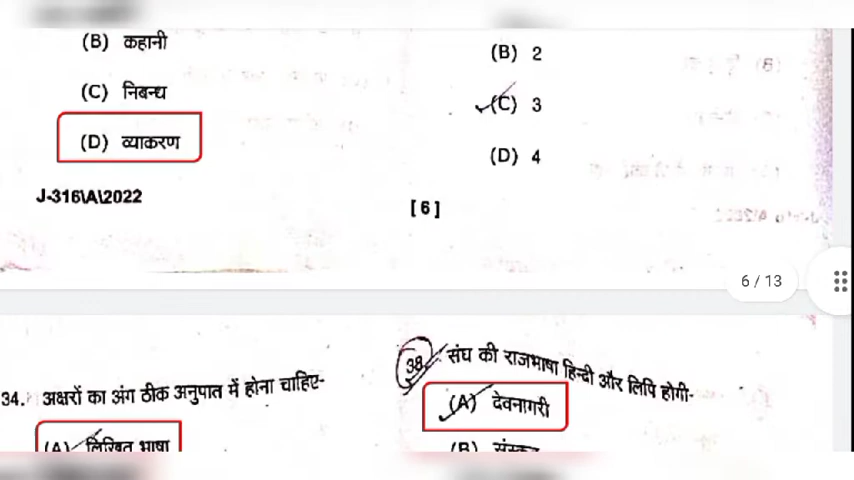 (B) कहानी
(C) निबन्ध
(D) व्याकरण
J-316\A\2022
(B) 2
(C) 3
(D) 4
[6]
6 / 13
34. अक्षरों का अंग ठीक अनुपात में होना चाहिए-
(A) लिखित भाषा
38. संघ की राजभाषा हिन्दी और लिपि होगी-
(A) देवनागरी
(B)